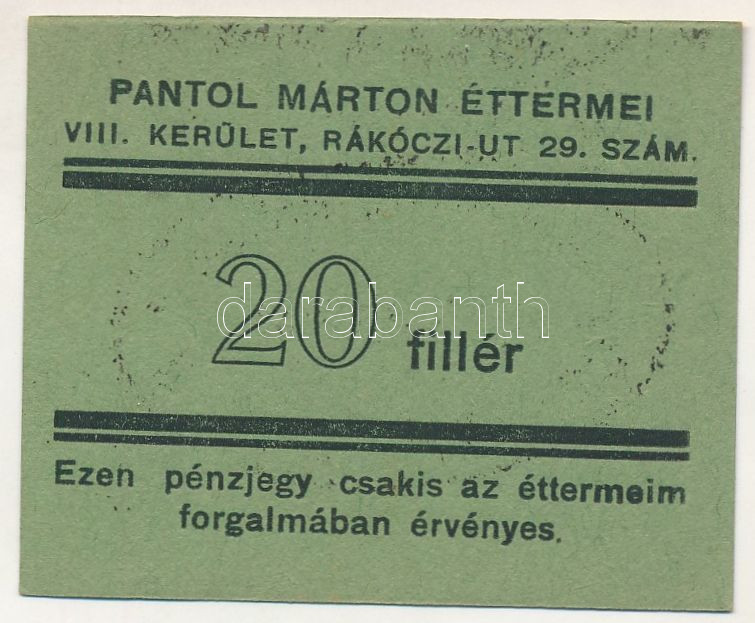 PANTOL MÁRTON ÉTTERMEI
VIII. KERÜLET, RÁKÓCZI-UT 29. SZÁM.
20 fillér
darabanth
Ezen pénzjegy csakis az éttermeim
forgalmában érvényes.